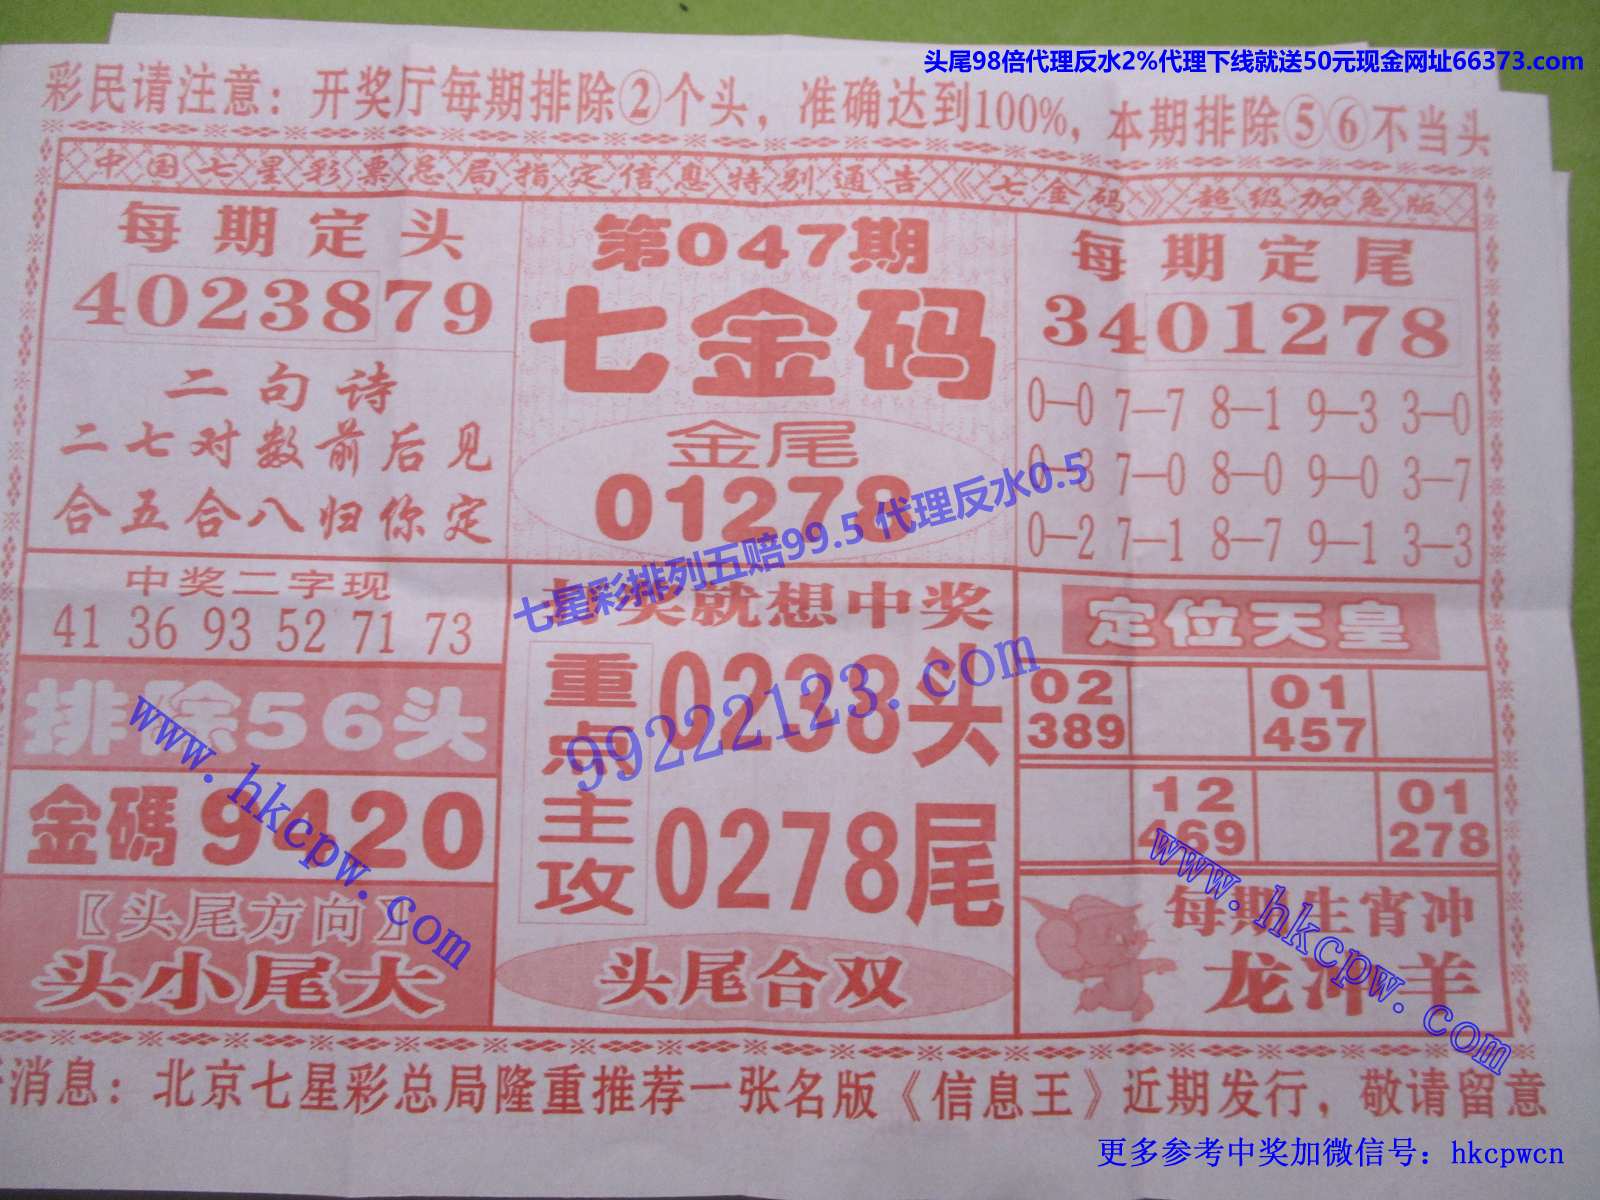 头尾98倍代理反水2%代理下线就送50元现金网址66373.com
彩民请注意：开奖厅每期排除②个头，准确达到100%，本期排除⑤⑥不当头
中国七星彩票总局指定信息特别通告《七金码》超级加急版
每期定头
4023879
二句诗
二七对数前后见
合五合八归你定
第047期
七金码
金尾
01278
每期定尾
3401278
0—0 7—7 8—1 9—3 3—0
0—3 7—0 8—0 9—0 3—7
0—2 7—1 8—7 9—1 3—3
七星彩排列五赔99.5 代理反水0.5
中奖二字现
41 36 93 52 71 73
排除56头
金碼 9420
〖头尾方向〗
头小尾大
奖就想中奖
重点主攻
0238头
0278尾
头尾合双
99222123.com
定位天皇
02 01
389 457
12 01
469 278
每期生肖冲
龙冲羊
www.hkcpw.com
www.hkcpw.com
消息：北京七星彩总局隆重推荐一张名版《信息王》近期发行，敬请留意
更多参考中奖加微信号：hkcpwcn